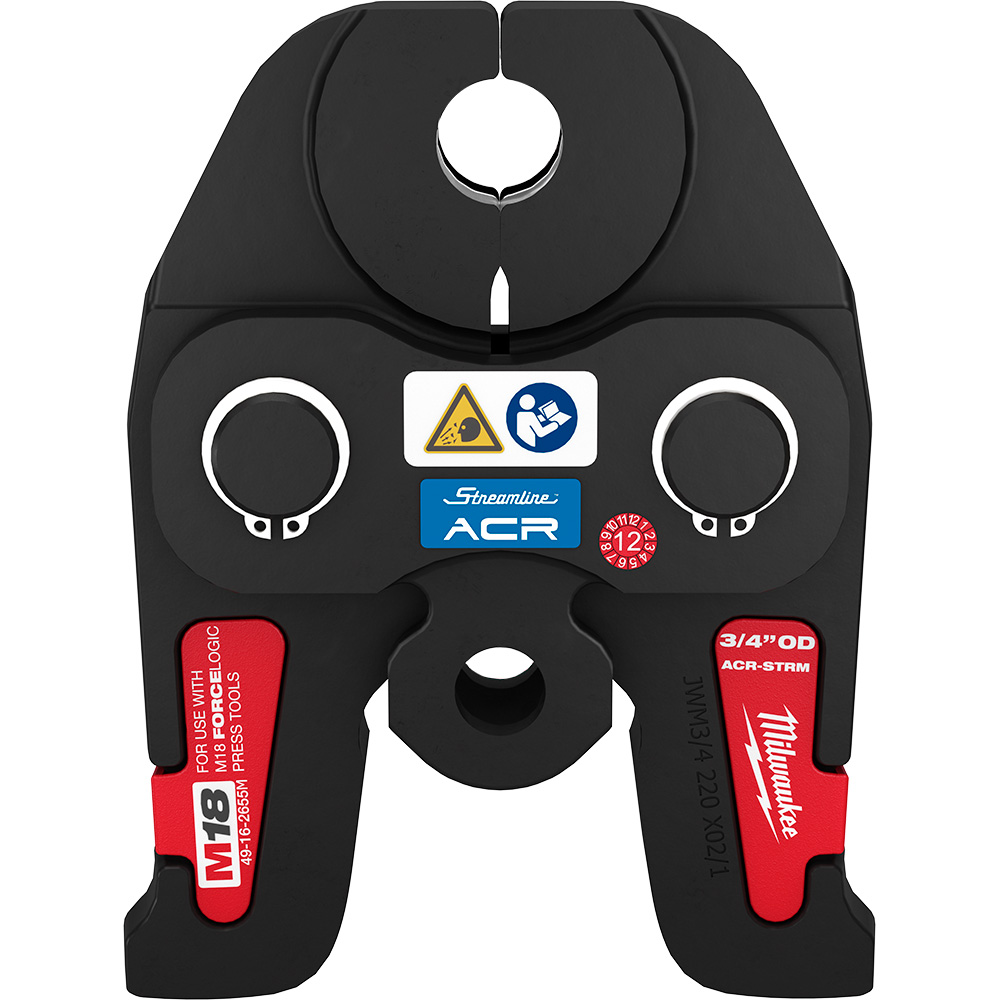 Streamline™
ACR
1 2 3 4 5 6 7 8 9 10 11 12
12
3/4"OD
ACR-STRM
Milwaukee
JWM3/4 220 X02/1
FOR USE WITH
M18 FORCELOGIC
PRESS TOOLS
M18
49-16-2655M